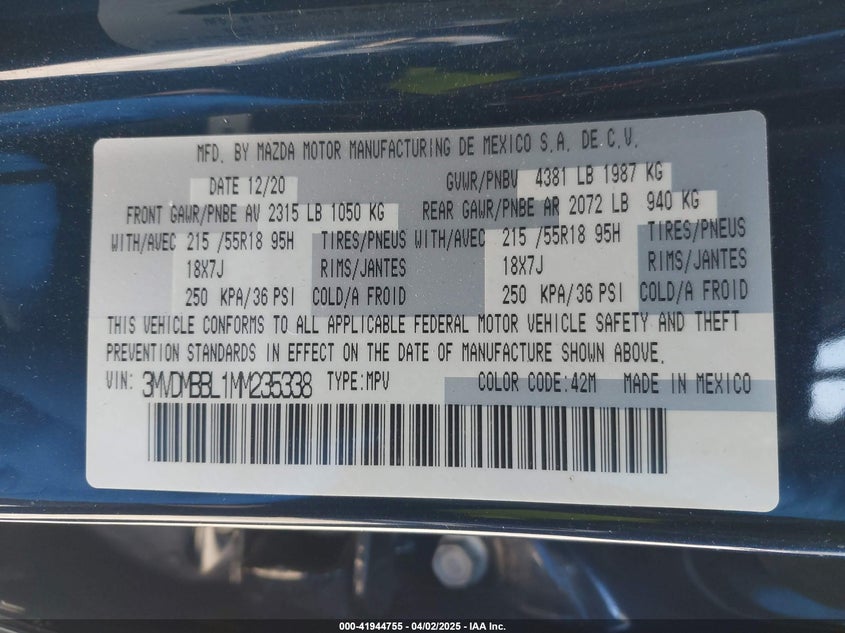 MFD. BY MAZDA MOTOR MANUFACTURING DE MEXICO S.A. DE.C.V.
DATE 12/20 GVWR/PNBV 4381 LB 1987 KG
FRONT GAWR/PNBE AV 2315 LB 1050 KG REAR GAWR/PNBE AR 2072 LB 940 KG
WITH/AVEC 215 /55R18 95H TIRES/PNEUS WITH/AVEC 215 /55R18 95H TIRES/PNEUS
18X7J RIMS/JANTES 18X7J RIMS/JANTES
250 KPA/36 PSI COLD/A FROID 250 KPA/36 PSI COLD/A FROID
THIS VEHICLE CONFORMS TO ALL APPLICABLE FEDERAL MOTOR VEHICLE SAFETY AND THEFT
PREVENTION STANDARDS IN EFFECT ON THE DATE OF MANUFACTURE SHOWN ABOVE.
VIN: 3MVDMBBL1MM235338 TYPE:MPV COLOR CODE:42M MADE IN MEXICO
000-41944755 - 04/02/2025 - IAA Inc.